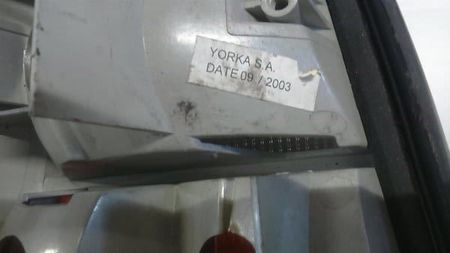 YORKA S.A.
DATE 09 / 2003